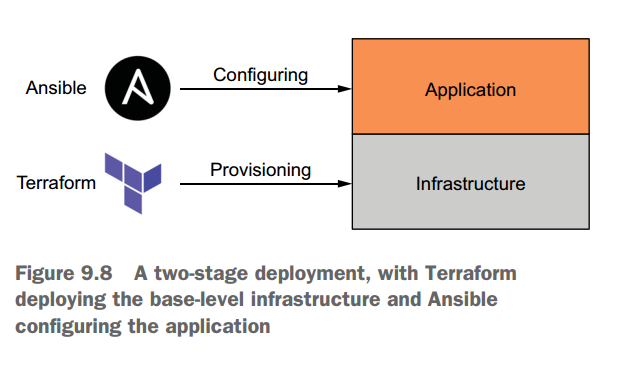 Ansible
Configuring
Application
Terraform
Provisioning
Infrastructure
Figure 9.8 A two-stage deployment, with Terraform
deploying the base-level infrastructure and Ansible
configuring the application